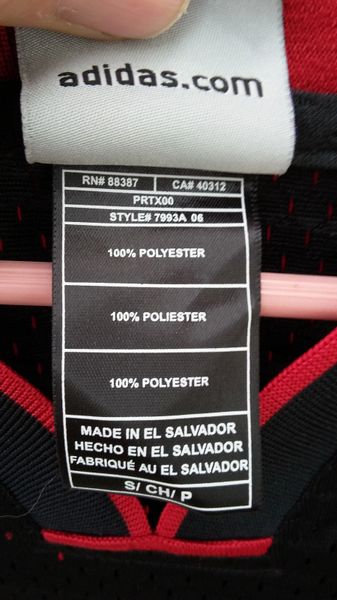 adidas.com
RN# 88387 CA# 40312
PRTX00
STYLE# 7993A 06
100% POLYESTER
100% POLIESTER
100% POLYESTER
MADE IN EL SALVADOR
HECHO EN EL SALVADOR
FABRIQUÉ AU EL SALVADOR
S/ CH/ P